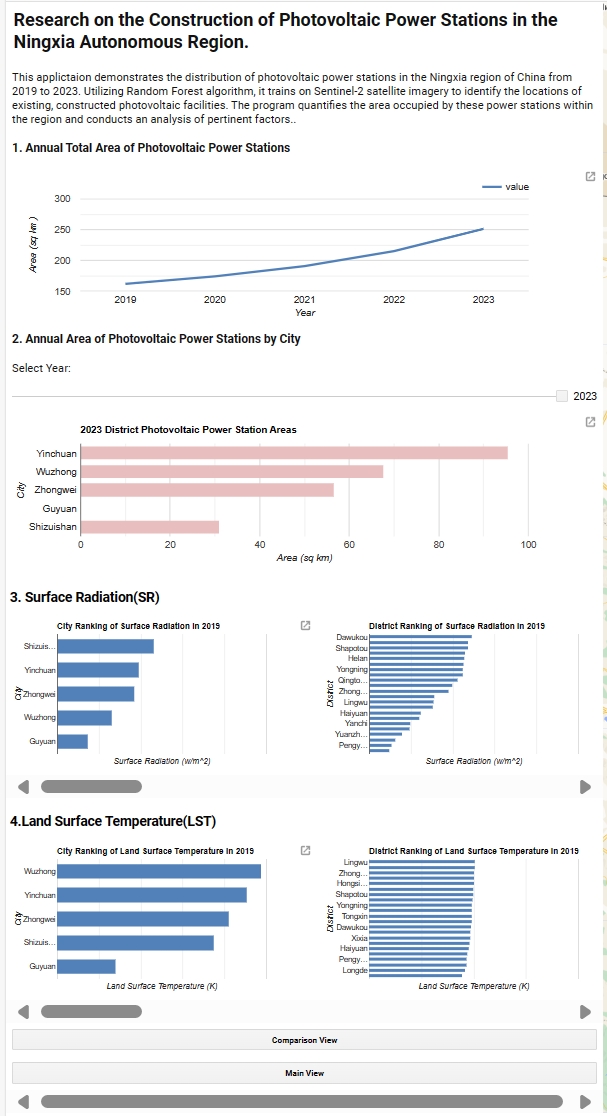 Research on the Construction of Photovoltaic Power Stations in the
Ningxia Autonomous Region.
This applictaion demonstrates the distribution of photovoltaic power stations in the Ningxia region of China from
2019 to 2023. Utilizing Random Forest algorithm, it trains on Sentinel-2 satellite imagery to identify the locations of
existing, constructed photovoltaic facilities. The program quantifies the area occupied by these power stations within
the region and conducts an analysis of pertinent factors..
1. Annual Total Area of Photovoltaic Power Stations
value
300
250
200
150
Area (sq km )
2019 2020 2021 2022 2023
Year
2. Annual Area of Photovoltaic Power Stations by City
Select Year:
2023
2023 District Photovoltaic Power Station Areas
Yinchuan
Wuzhong
Zhongwei
Guyuan
Shizuishan
City
0 20 40 60 80 100
Area (sq km)
3. Surface Radiation(SR)
City Ranking of Surface Radiation in 2019
Shizuis...
Yinchuan
Zhongwei
Wuzhong
Guyuan
City
Surface Radiation (w/m^2)
District Ranking of Surface Radiation in 2019
Dawukou
Shapotou
Helan
Yongning
Qingto...
Zhong...
Lingwu
Haiyuan
Yanchi
Yuanzh...
Pengy...
District
Surface Radiation (w/m^2)
4.Land Surface Temperature(LST)
City Ranking of Land Surface Temperature in 2019
Wuzhong
Yinchuan
Zhongwei
Shizuis...
Guyuan
City
Land Surface Temperature (K)
District Ranking of Land Surface Temperature in 2019
Lingwu
Zhong...
Hongsi...
Shapotou
Yongning
Tongxin
Dawukou
Xixia
Haiyuan
Pengy...
Longde
District
Land Surface Temperature (K)
Comparison View
Main View